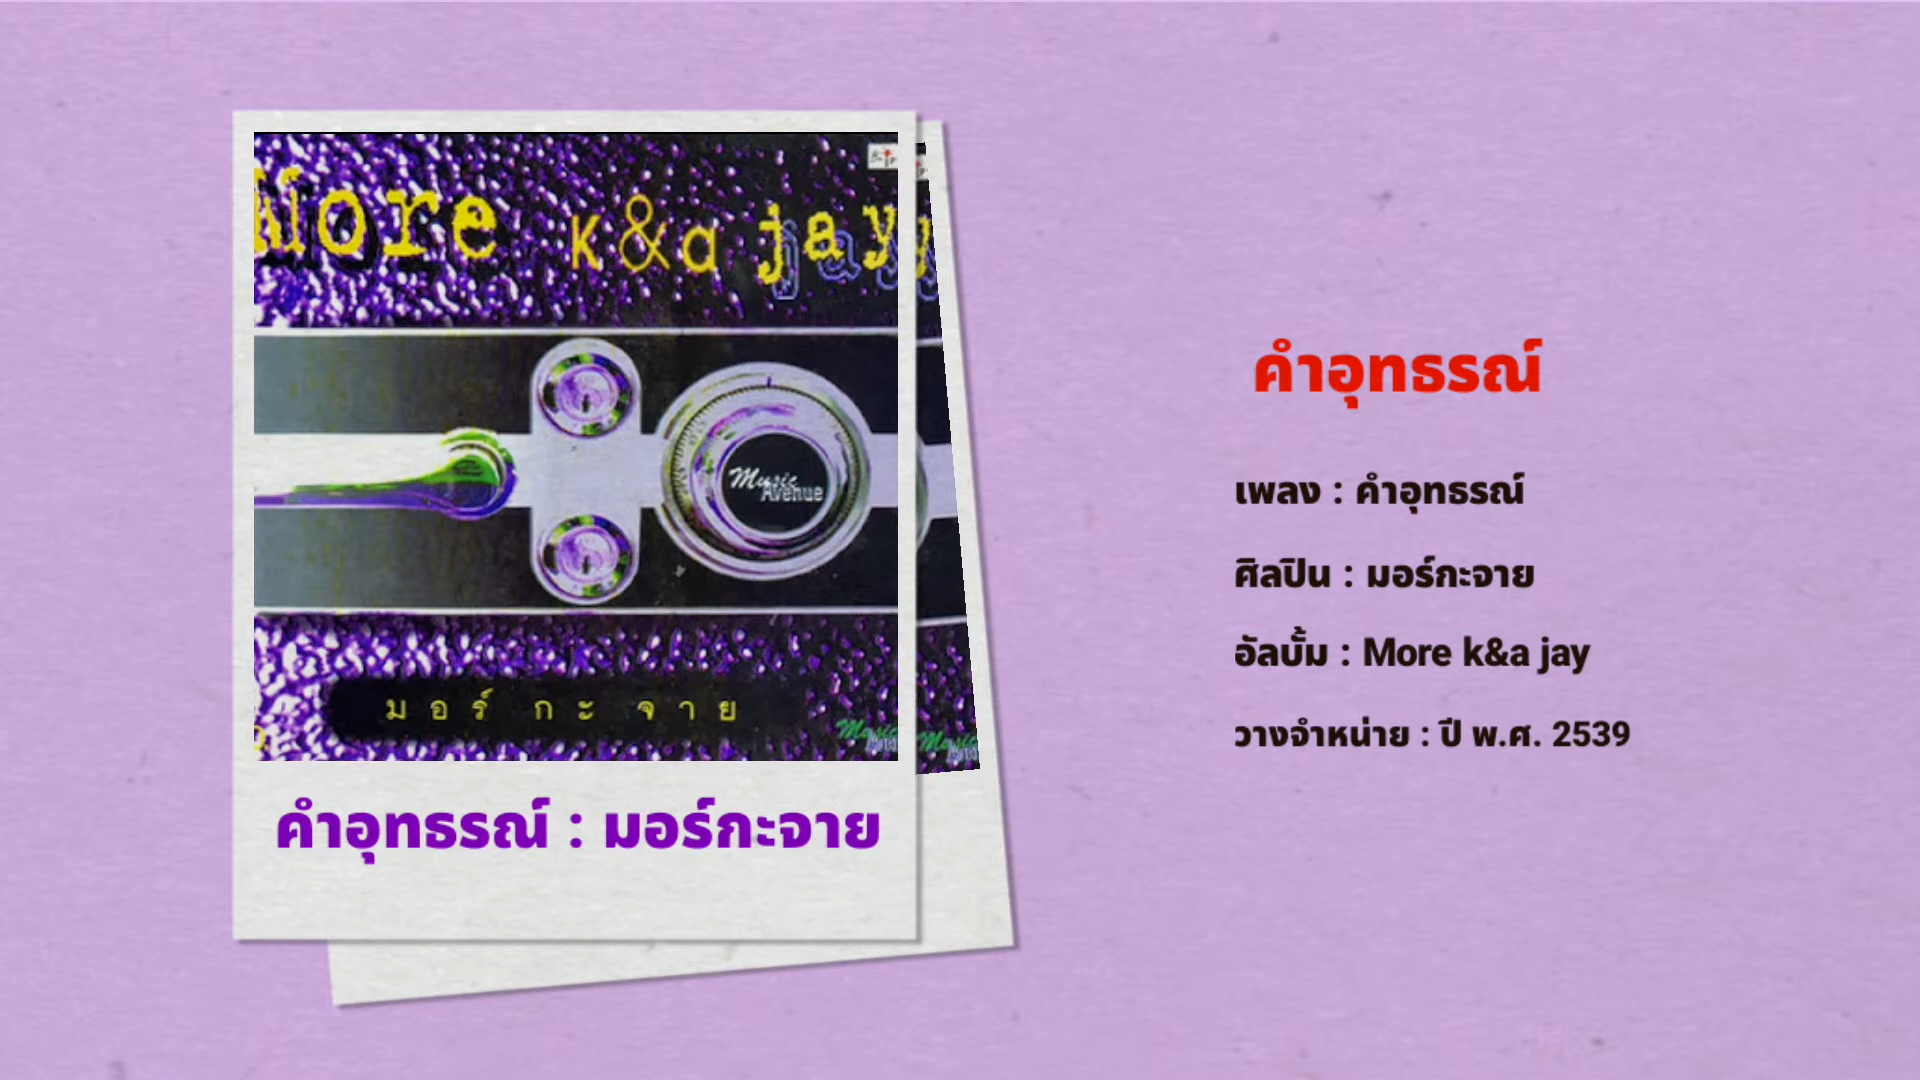 More k&a jay
Music
Avenue
มอร์ กะ จาย
Music
คำอุทธรณ์ : มอร์กะจาย
คำอุทธรณ์
เพลง : คำอุทธรณ์
ศิลปิน : มอร์กะจาย
อัลบั้ม : More k&a jay
วางจำหน่าย : ปี พ.ศ. 2539